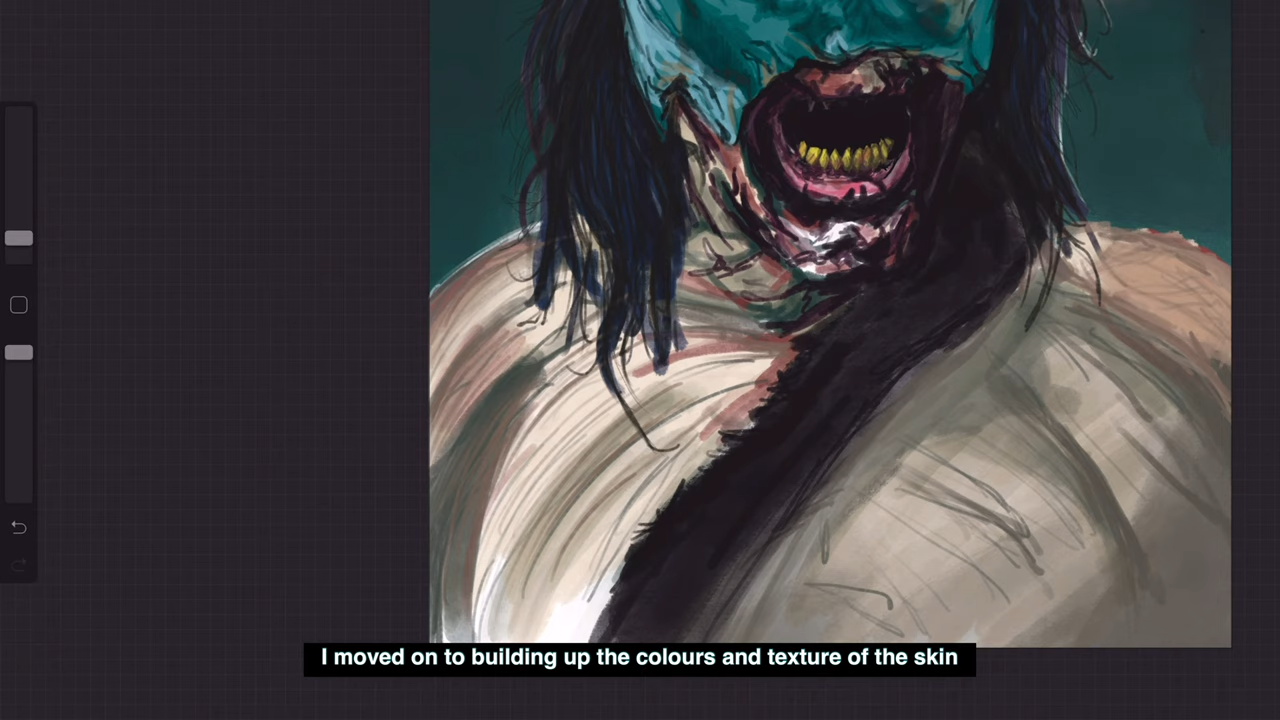 I moved on to building up the colours and texture of the skin